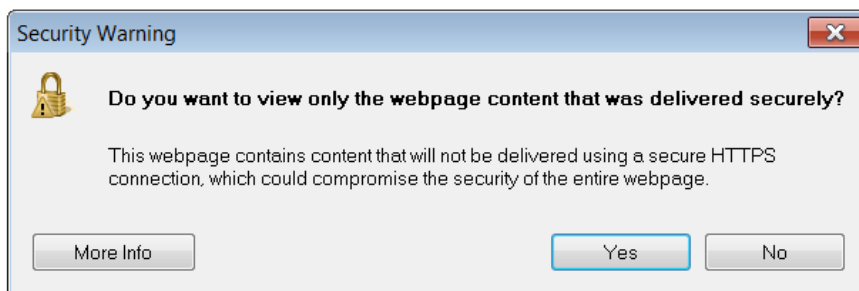 Security Warning
Do you want to view only the webpage content that was delivered securely?
This webpage contains content that will not be delivered using a secure HTTPS
connection, which could compromise the security of the entire webpage.
More Info Yes No